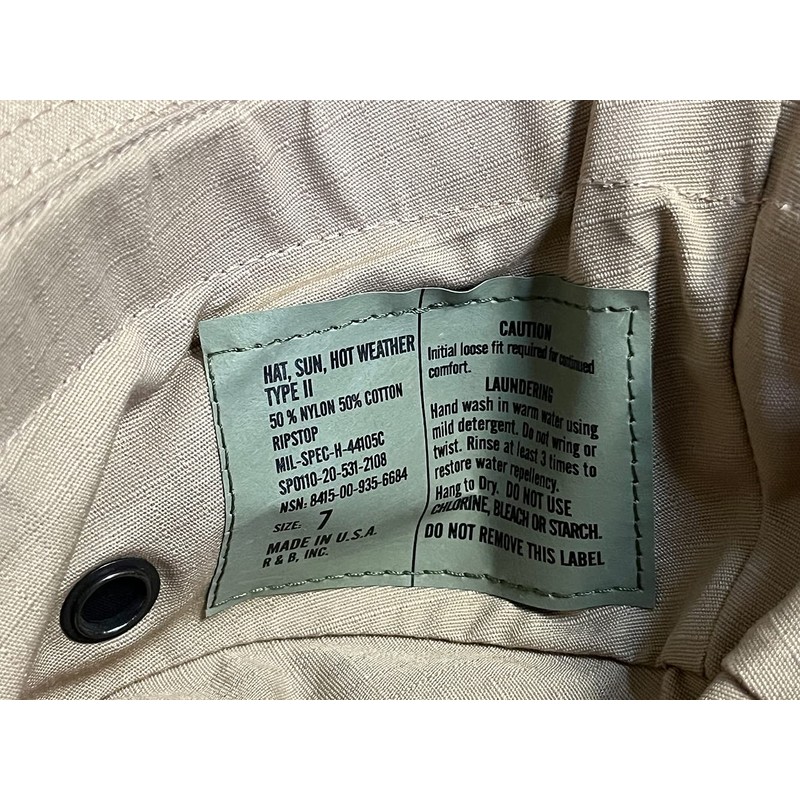 HAT, SUN, HOT WEATHER
TYPE II
50 % NYLON 50% COTTON
RIPSTOP
MIL-SPEC-H-44105C
SP0110-20-531-2108
NSN: 8415-00-935-6684
SIZE: 7
MADE IN U.S.A.
R & B, INC.
CAUTION
Initial loose fit required for continued
comfort.
LAUNDERING
Hand wash in warm water using
mild detergent. Do not wring or
twist. Rinse at least 3 times to
restore water repellency.
Hang to Dry. DO NOT USE
CHLORINE, BLEACH OR STARCH.
DO NOT REMOVE THIS LABEL